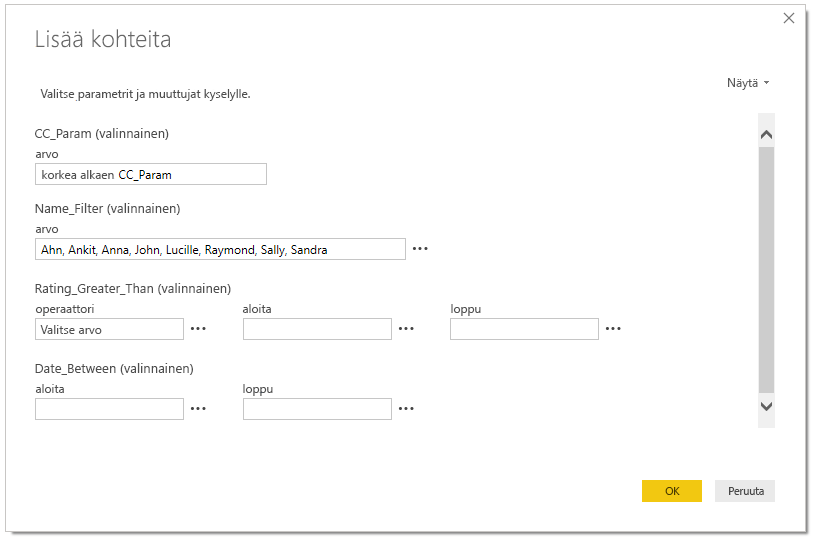 Lisää kohteita
Näytä
Valitse parametrit ja muuttujat kyselylle.
CC_Param (valinnainen)
arvo
korkea alkaen CC_Param
Name_Filter (valinnainen)
arvo
Ahn, Ankit, Anna, John, Lucille, Raymond, Sally, Sandra
Rating_Greater_Than (valinnainen)
operaattori aloita loppu
Valitse arvo
Date_Between (valinnainen)
aloita loppu
OK Peruuta